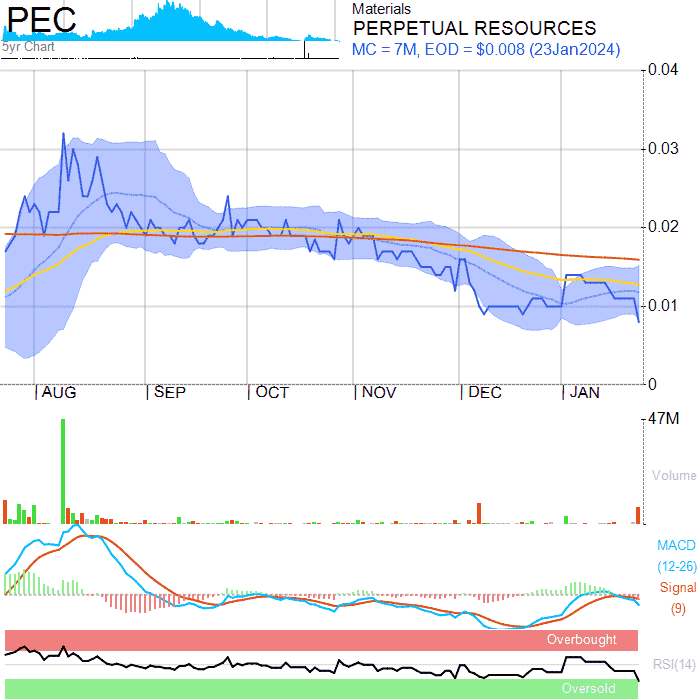 PEC
5yr Chart
Materials
PERPETUAL RESOURCES
MC = 7M, EOD = $0.008 (23Jan2024)
0.04
0.03
0.02
0.01
0
AUG SEP OCT NOV DEC JAN
47M
Volume
MACD
(12-26)
Signal
(9)
Overbought
RSI(14)
Oversold